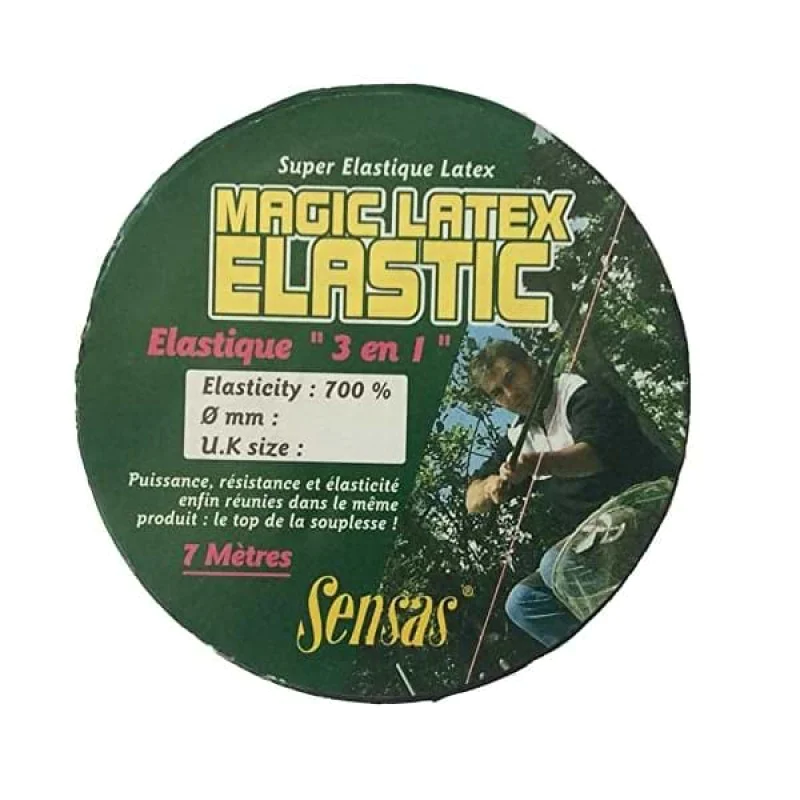 Super Elastique Latex
MAGIC LATEX
ELASTIC
Elastique "3 en 1"
Elasticity : 700 %
Ø mm :
U.K size :
Puissance, résistance et élasticité
enfin réunies dans le même
produit : le top de la souplesse !
7 Mètres
Sensas®